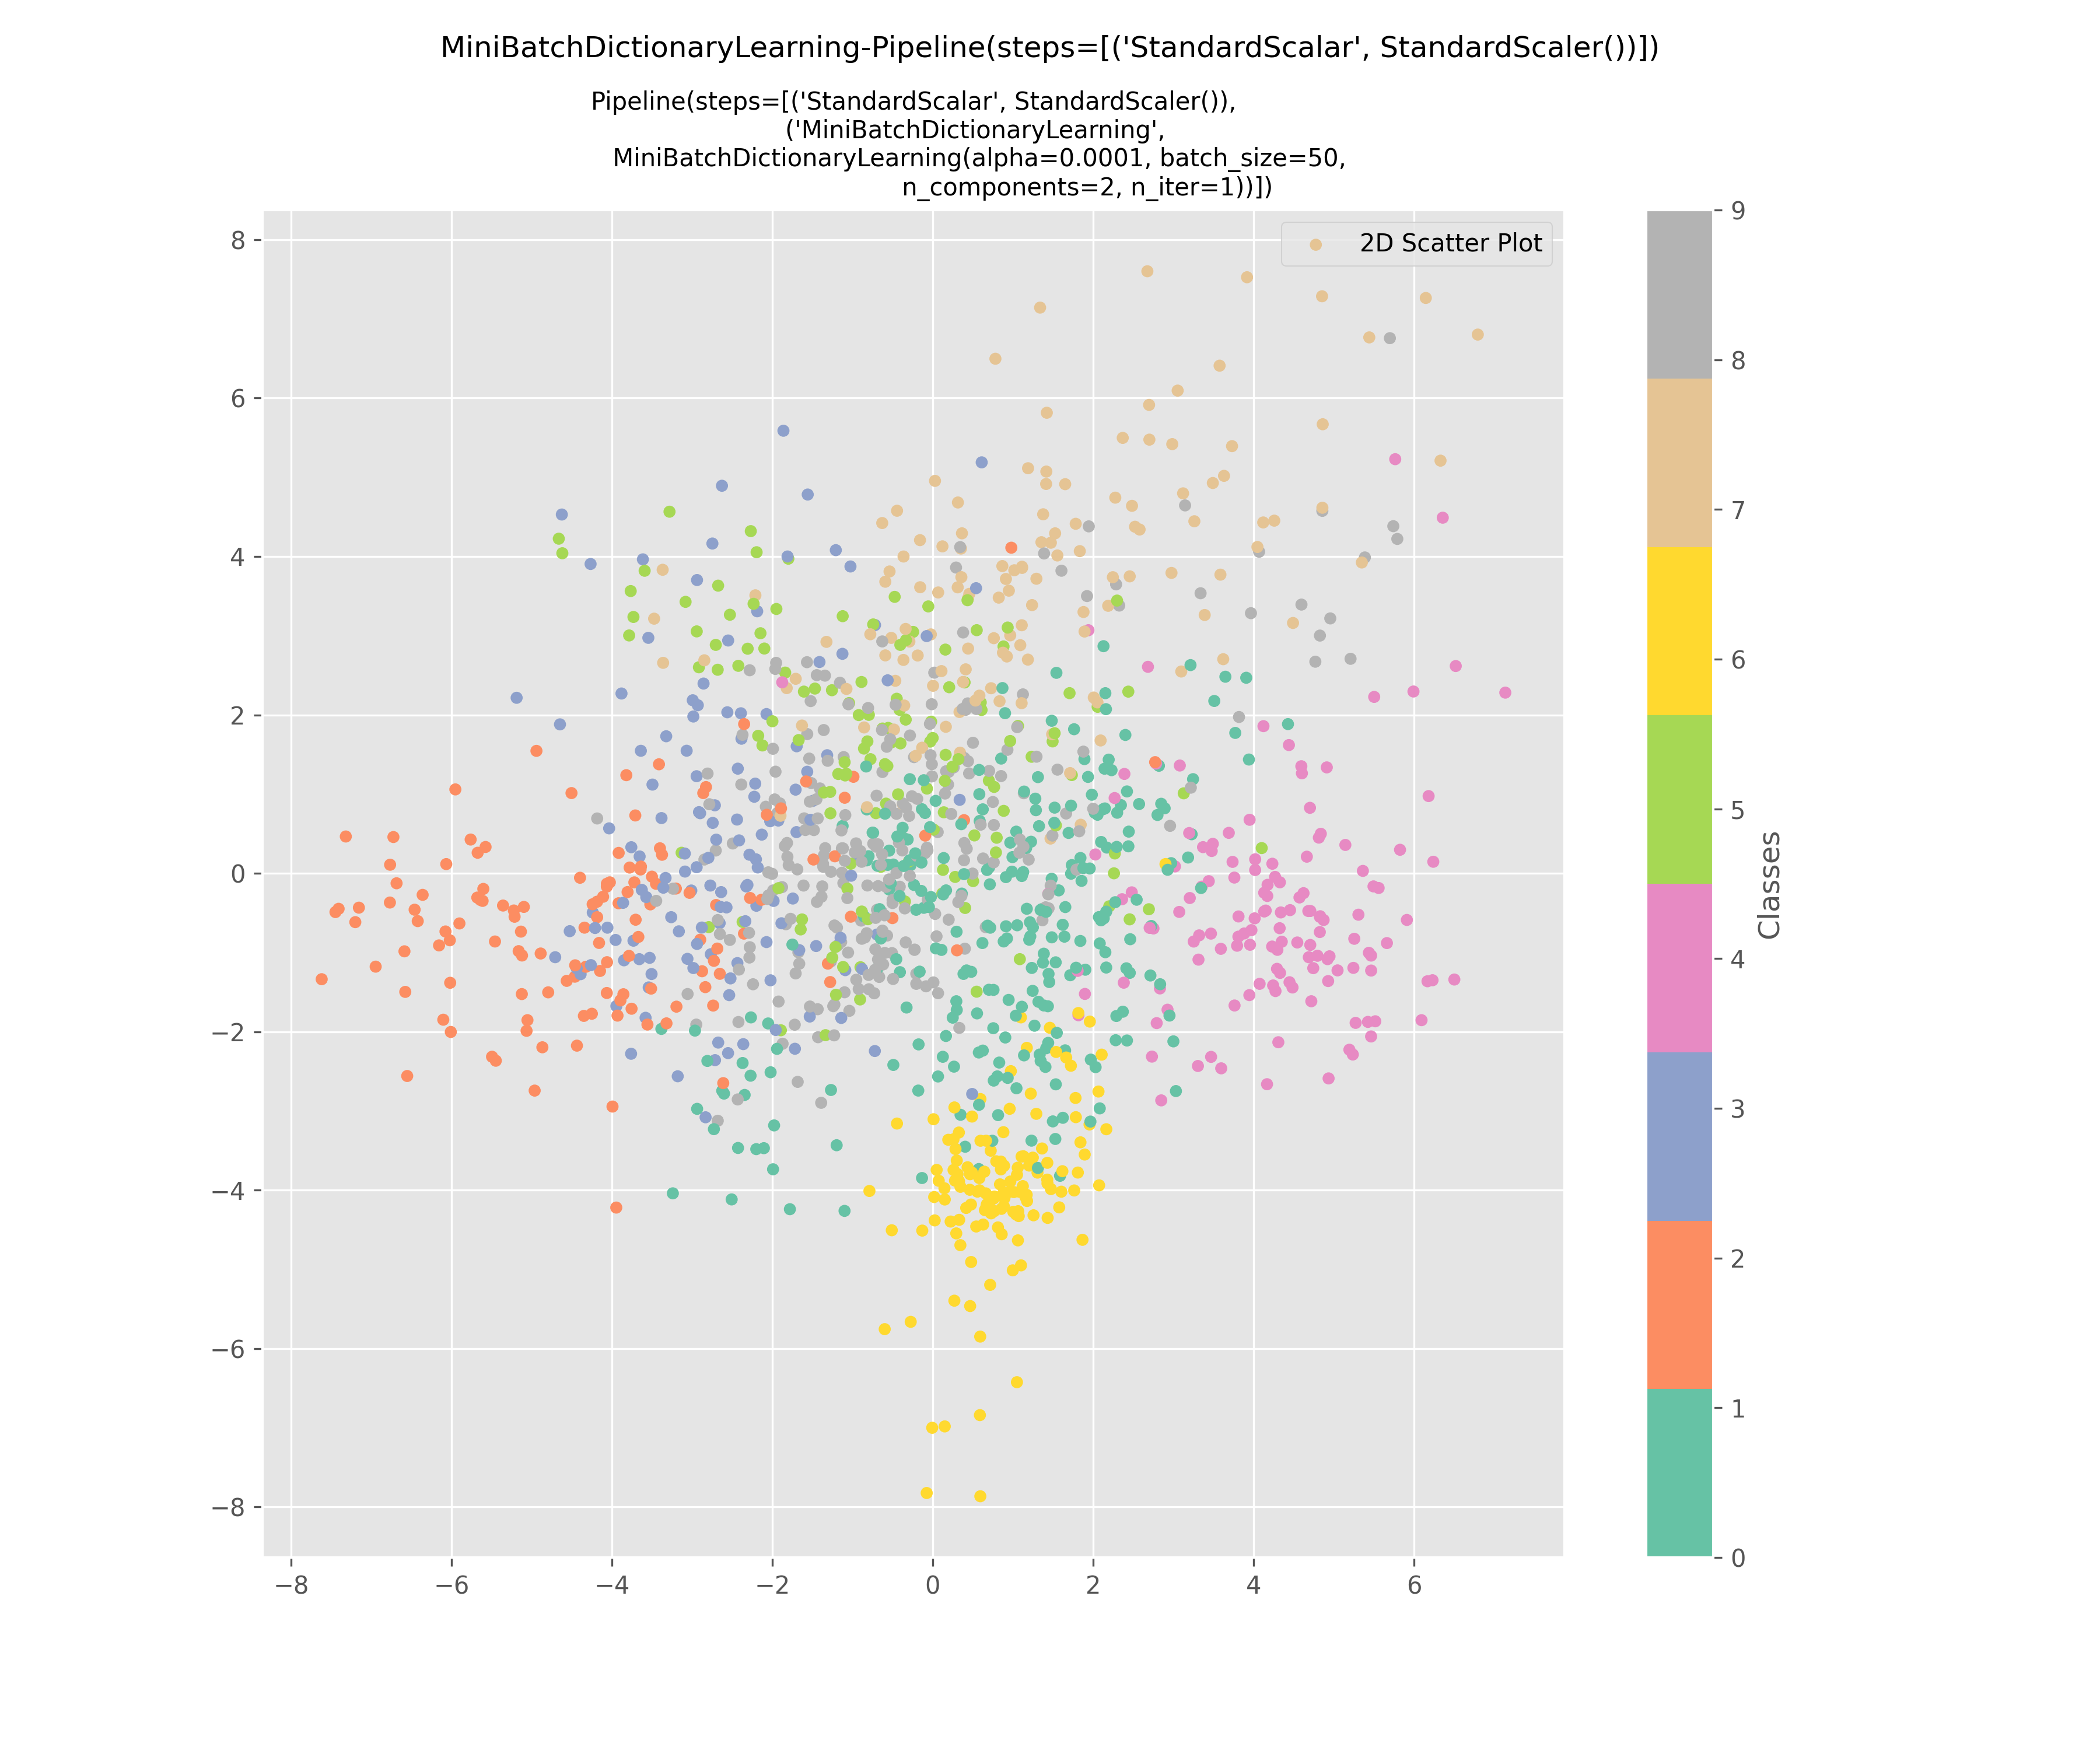 MiniBatchDictionaryLearning-Pipeline(steps=[('StandardScalar', StandardScaler())])
Pipeline(steps=[('StandardScalar', StandardScaler()),
('MiniBatchDictionaryLearning',
MiniBatchDictionaryLearning(alpha=0.0001, batch_size=50,
n_components=2, n_iter=1))])
2D Scatter Plot
8
6
4
2
0
−2
−4
−6
−8
−8 −6 −4 −2 0 2 4 6
9
8
7
6
5
4
3
2
1
0
Classes